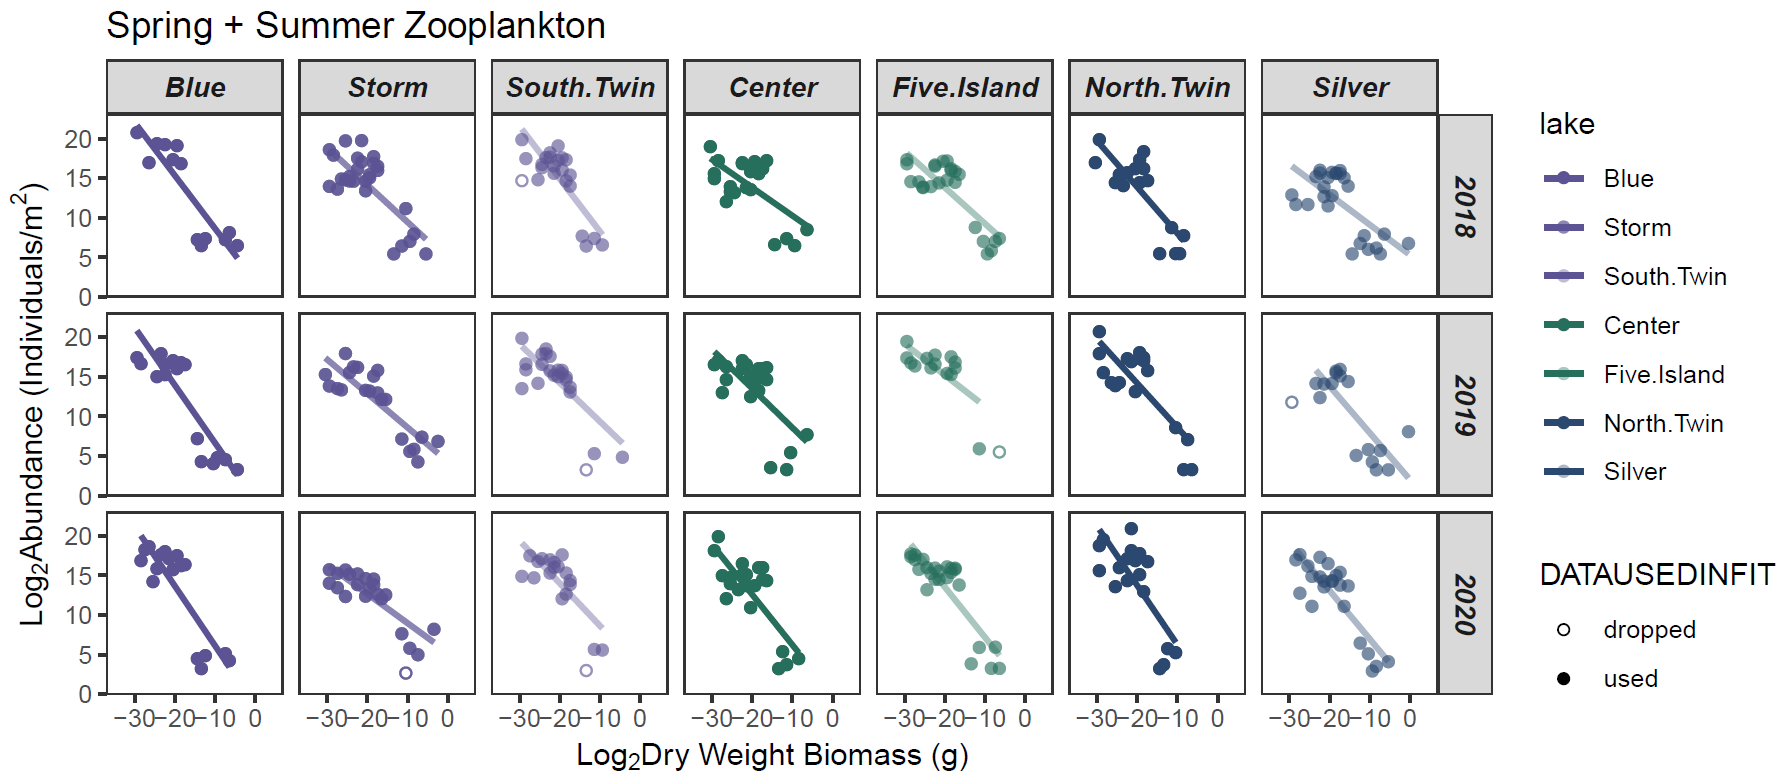 Spring + Summer Zooplankton
Blue Storm South.Twin Center Five.Island North.Twin Silver
Log₂Abundance (Individuals/m²)
20
15
10
5
0
2018
20
15
10
5
0
2019
20
15
10
5
0
2020
−30 −20 −10 0 −30 −20 −10 0 −30 −20 −10 0 −30 −20 −10 0 −30 −20 −10 0 −30 −20 −10 0 −30 −20 −10 0
Log₂Dry Weight Biomass (g)
lake
Blue
Storm
South.Twin
Center
Five.Island
North.Twin
Silver
DATAUSEDINFIT
dropped
used